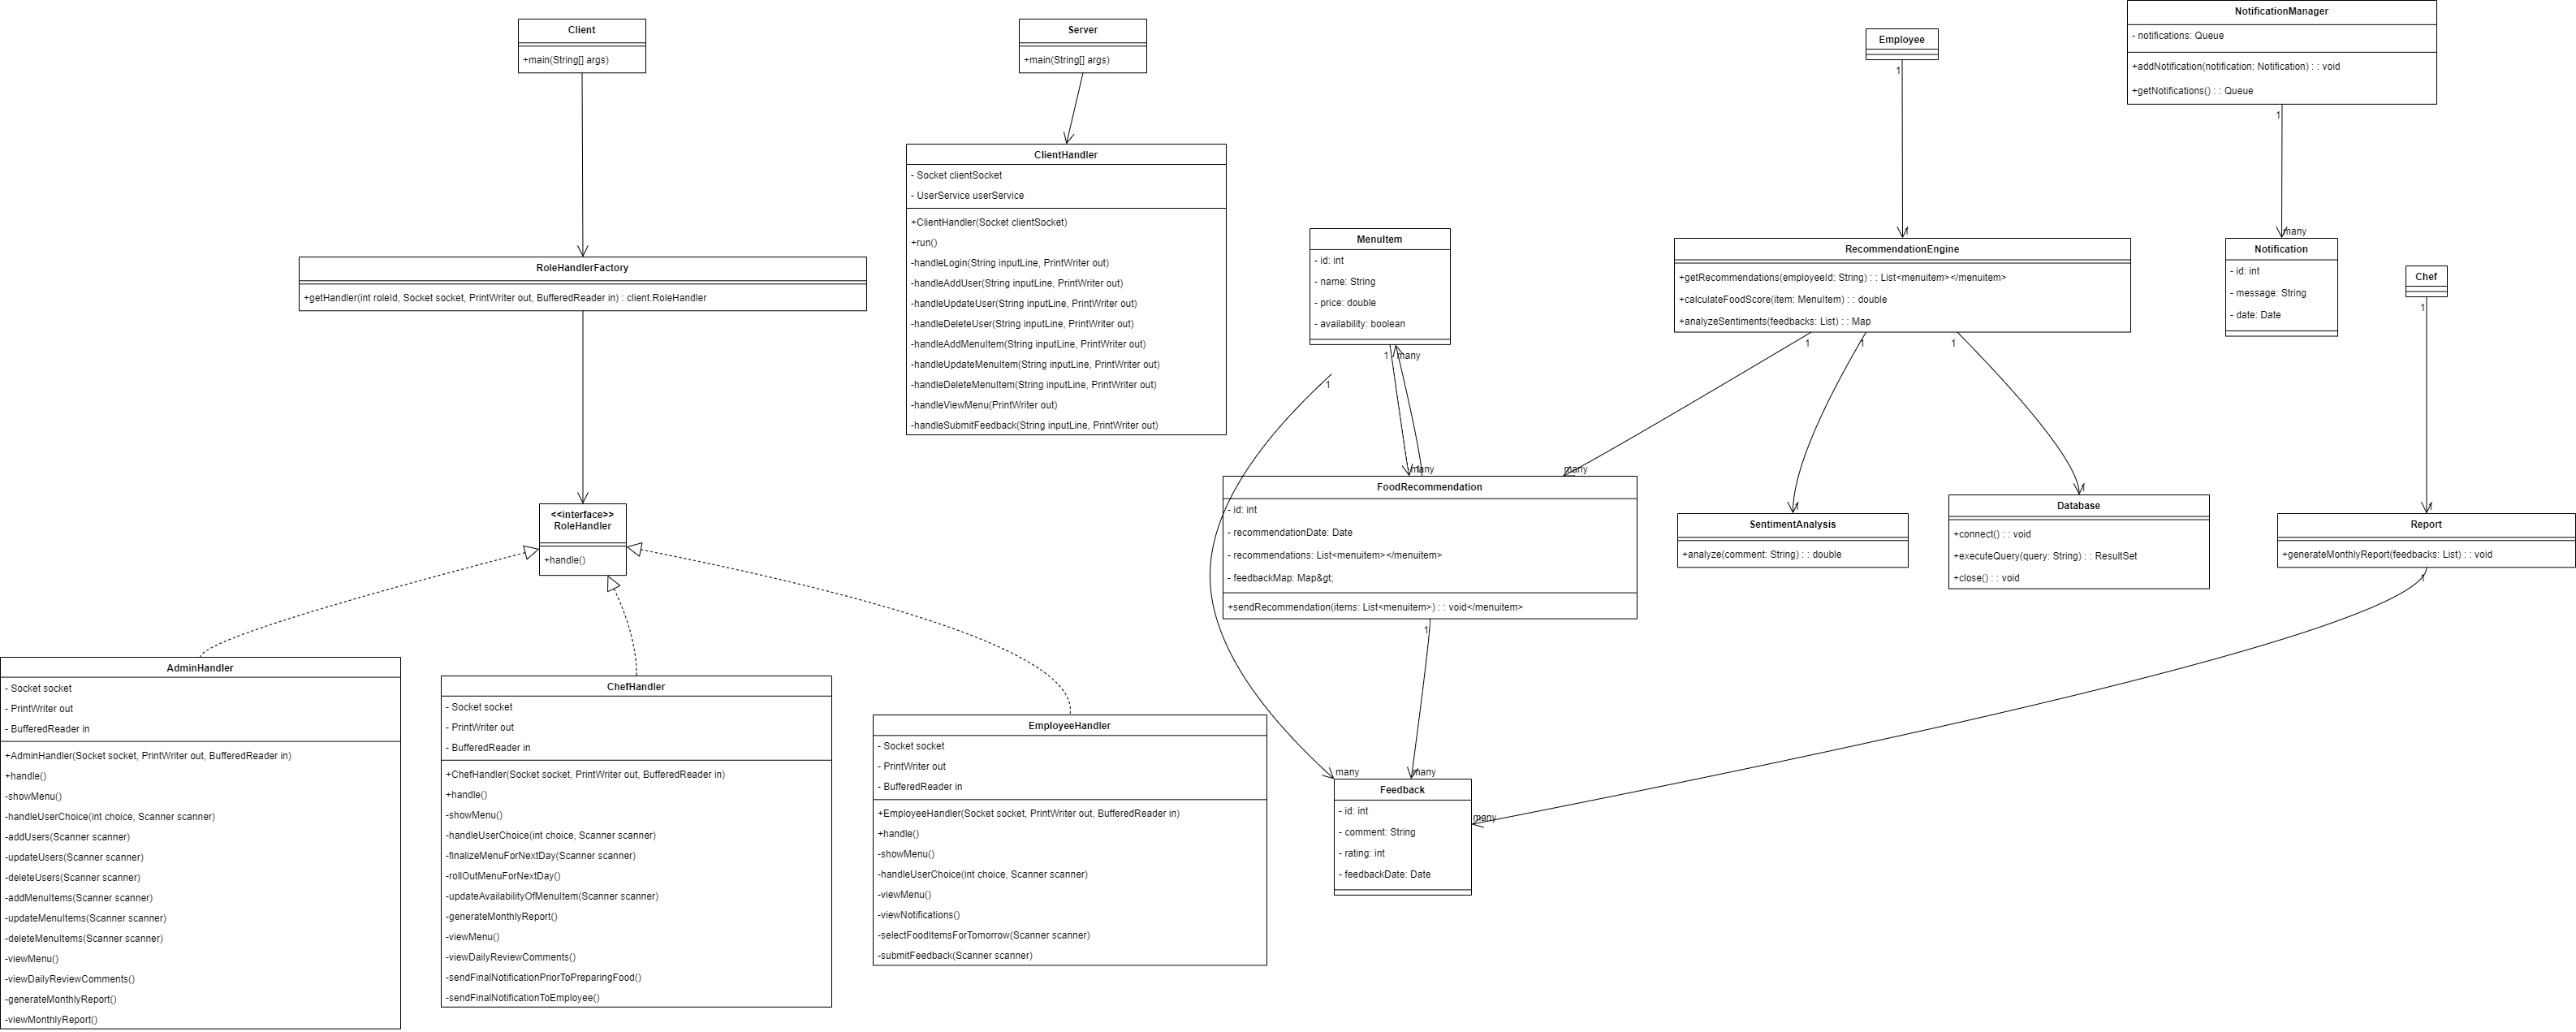 Client
+main(String[] args)
Server
+main(String[] args)
Employee
1
1
NotificationManager
- notifications: Queue
+addNotification(notification: Notification) : : void
+getNotifications() : : Queue
1
many
RoleHandlerFactory
+getHandler(int roleId, Socket socket, PrintWriter out, BufferedReader in) : client.RoleHandler
ClientHandler
- Socket clientSocket
- UserService userService
+ClientHandler(Socket clientSocket)
+run()
-handleLogin(String inputLine, PrintWriter out)
-handleAddUser(String inputLine, PrintWriter out)
-handleUpdateUser(String inputLine, PrintWriter out)
-handleDeleteUser(String inputLine, PrintWriter out)
-handleAddMenuItem(String inputLine, PrintWriter out)
-handleUpdateMenuItem(String inputLine, PrintWriter out)
-handleDeleteMenuItem(String inputLine, PrintWriter out)
-handleViewMenu(PrintWriter out)
-handleSubmitFeedback(String inputLine, PrintWriter out)
MenuItem
- id: int
- name: String
- price: double
- availability: boolean
1
many
1
many
1
RecommendationEngine
+getRecommendations(employeeId: String) : : List<menuitem></menuitem>
+calculateFoodScore(item: MenuItem) : : double
+analyzeSentiments(feedbacks: List) : : Map
1
1
1
many
1
1
Notification
- id: int
- message: String
- date: Date
Chef
1
1
<<interface>>
RoleHandler
+handle()
FoodRecommendation
- id: int
- recommendationDate: Date
- recommendations: List<menuitem></menuitem>
- feedbackMap: Map&gt;
+sendRecommendation(items: List<menuitem>) : : void</menuitem>
1
SentimentAnalysis
+analyze(comment: String) : : double
Database
+connect() : : void
+executeQuery(query: String) : : ResultSet
+close() : : void
Report
+generateMonthlyReport(feedbacks: List) : : void
1
AdminHandler
- Socket socket
- PrintWriter out
- BufferedReader in
+AdminHandler(Socket socket, PrintWriter out, BufferedReader in)
+handle()
-showMenu()
-handleUserChoice(int choice, Scanner scanner)
-addUsers(Scanner scanner)
-updateUsers(Scanner scanner)
-deleteUsers(Scanner scanner)
-addMenuItems(Scanner scanner)
-updateMenuItems(Scanner scanner)
-deleteMenuItems(Scanner scanner)
-viewMenu()
-viewDailyReviewComments()
-generateMonthlyReport()
-viewMonthlyReport()
ChefHandler
- Socket socket
- PrintWriter out
- BufferedReader in
+ChefHandler(Socket socket, PrintWriter out, BufferedReader in)
+handle()
-showMenu()
-handleUserChoice(int choice, Scanner scanner)
-finalizeMenuForNextDay(Scanner scanner)
-rollOutMenuForNextDay()
-updateAvailabilityOfMenuItem(Scanner scanner)
-generateMonthlyReport()
-viewMenu()
-viewDailyReviewComments()
-sendFinalNotificationPriorToPreparingFood()
-sendFinalNotificationToEmployee()
EmployeeHandler
- Socket socket
- PrintWriter out
- BufferedReader in
+EmployeeHandler(Socket socket, PrintWriter out, BufferedReader in)
+handle()
-showMenu()
-handleUserChoice(int choice, Scanner scanner)
-viewMenu()
-viewNotifications()
-selectFoodItemsForTomorrow(Scanner scanner)
-submitFeedback(Scanner scanner)
many
many
many
Feedback
- id: int
- comment: String
- rating: int
- feedbackDate: Date